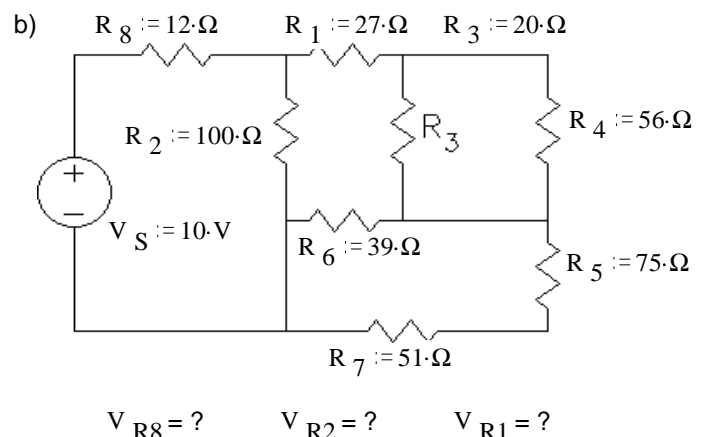 b) R 8 := 12·Ω R 1 := 27·Ω R 3 := 20·Ω
R 2 := 100·Ω R3 R 4 := 56·Ω
+
−
V S := 10·V
R 6 := 39·Ω R 5 := 75·Ω
R 7 := 51·Ω
V R8 = ? V R2 = ? V R1 = ?